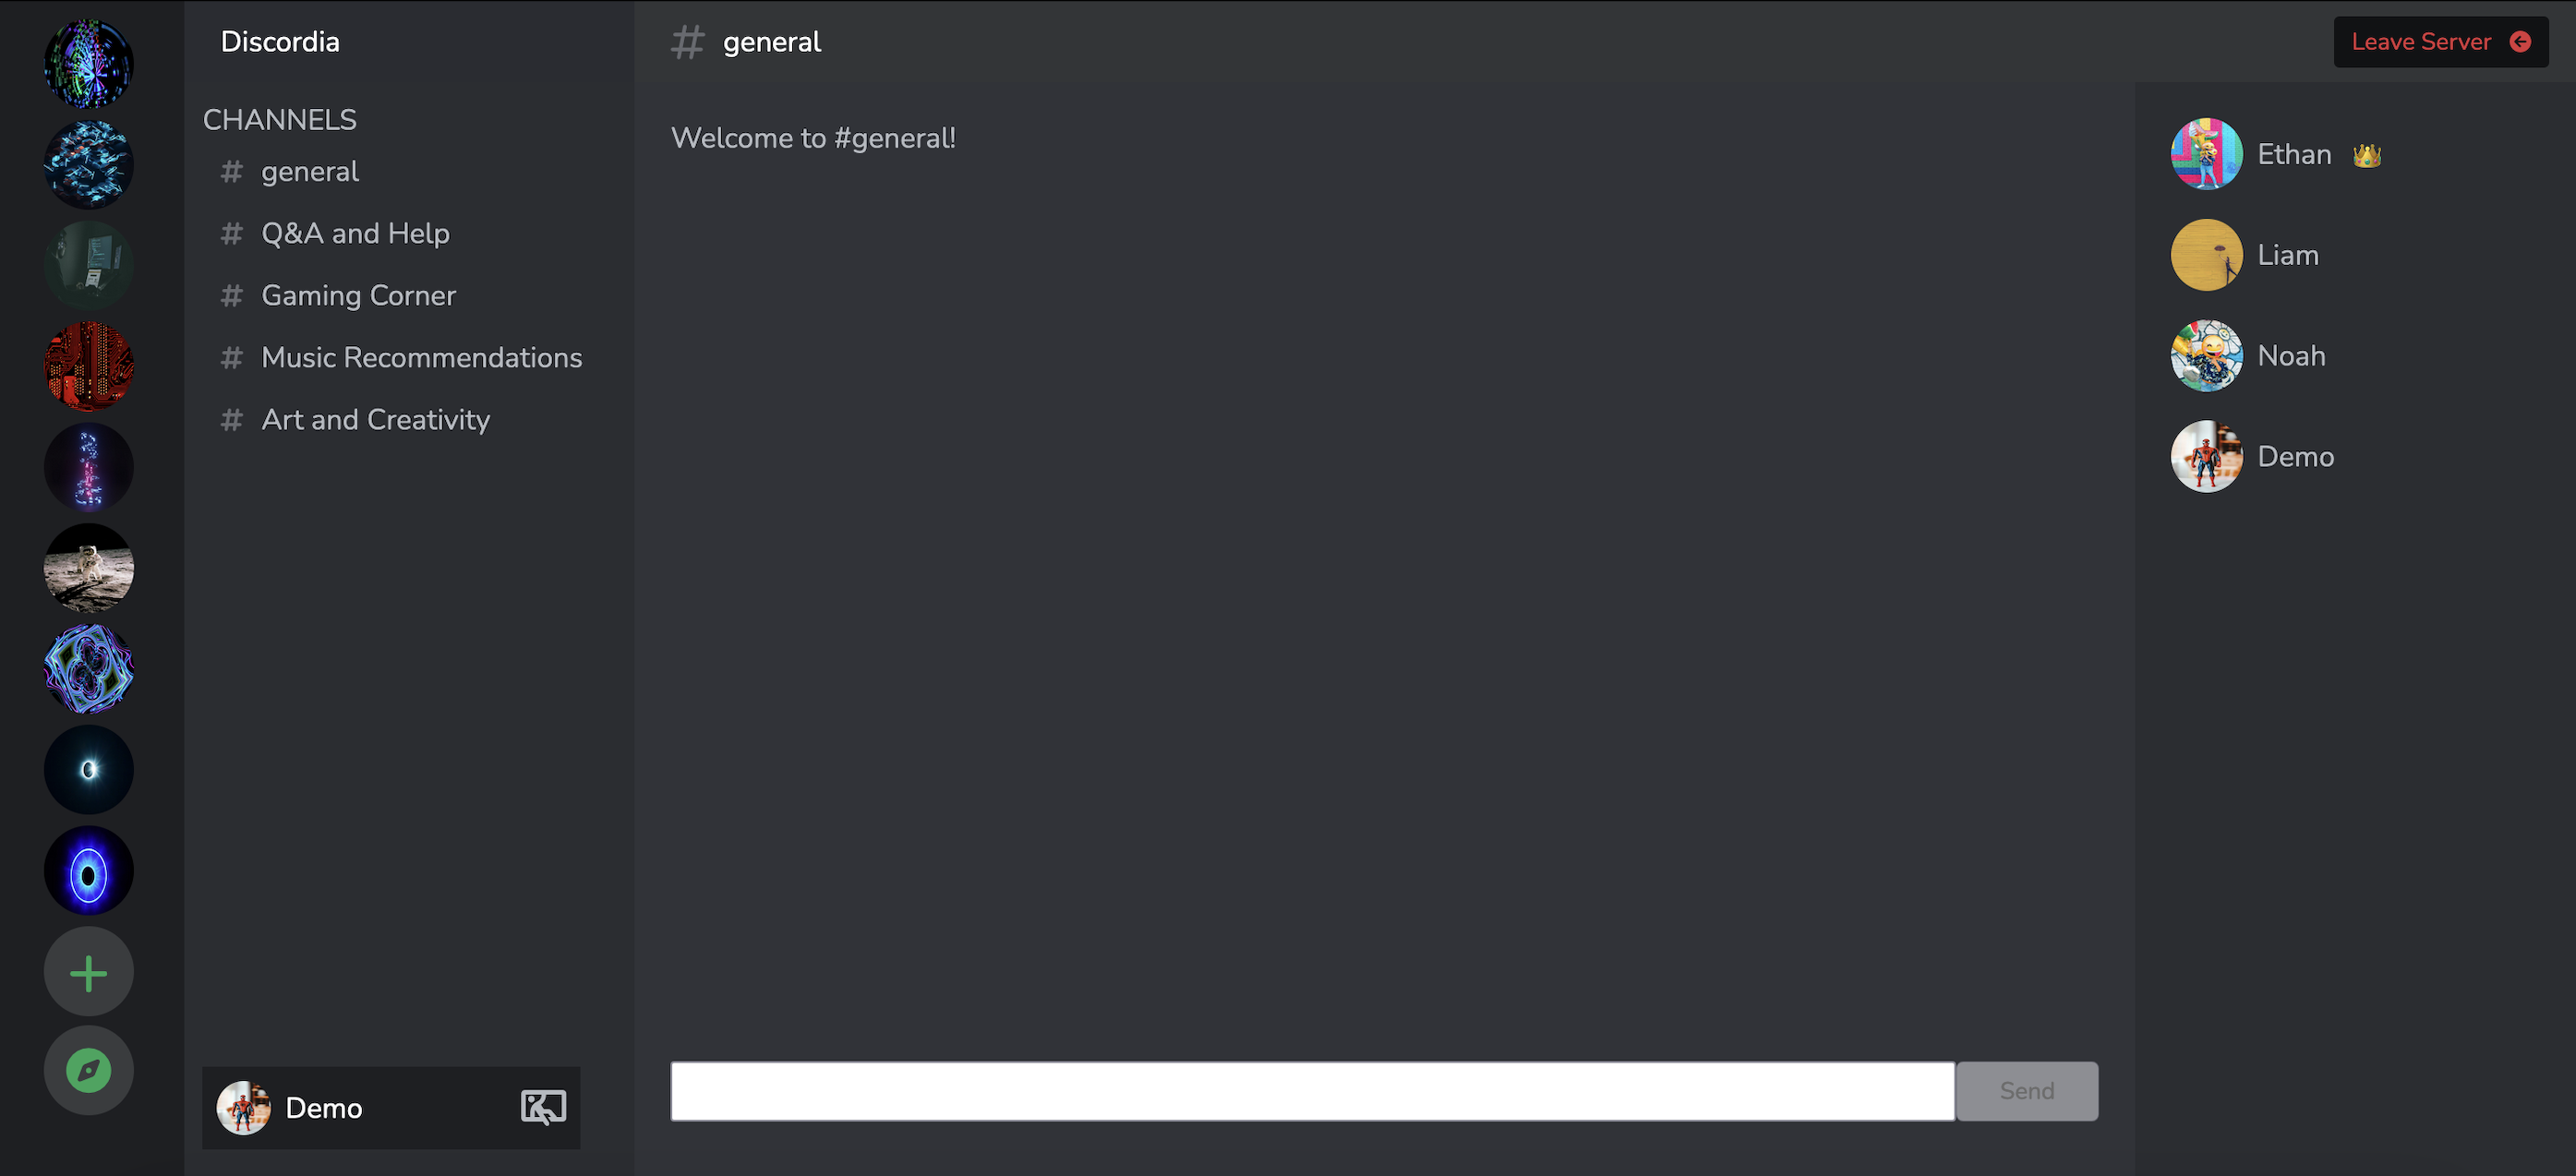 Discordia
CHANNELS
# general
# Q&A and Help
# Gaming Corner
# Music Recommendations
# Art and Creativity
Demo
# general
Leave Server
Welcome to #general!
Send
Ethan
Liam
Noah
Demo